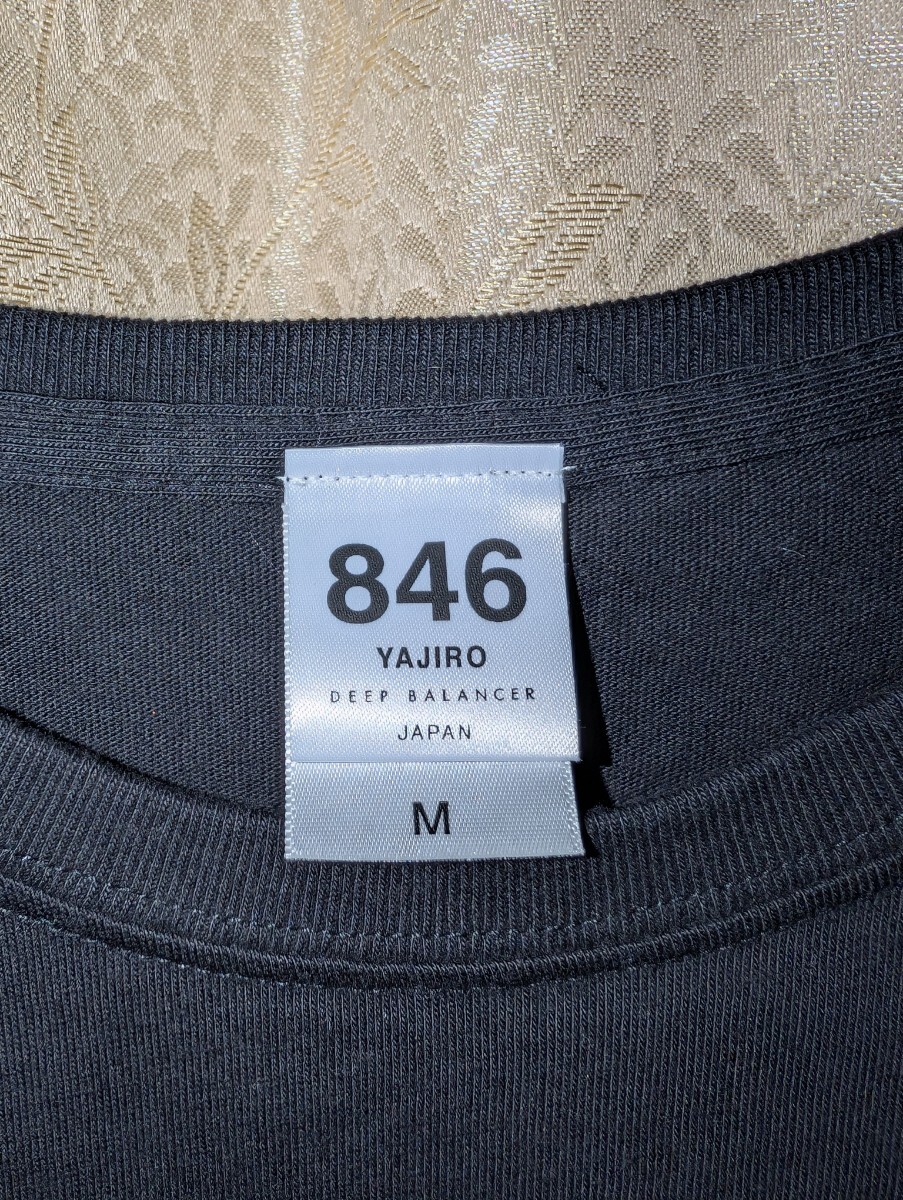 846
YAJIRO
DEEP BALANCER
JAPAN
M